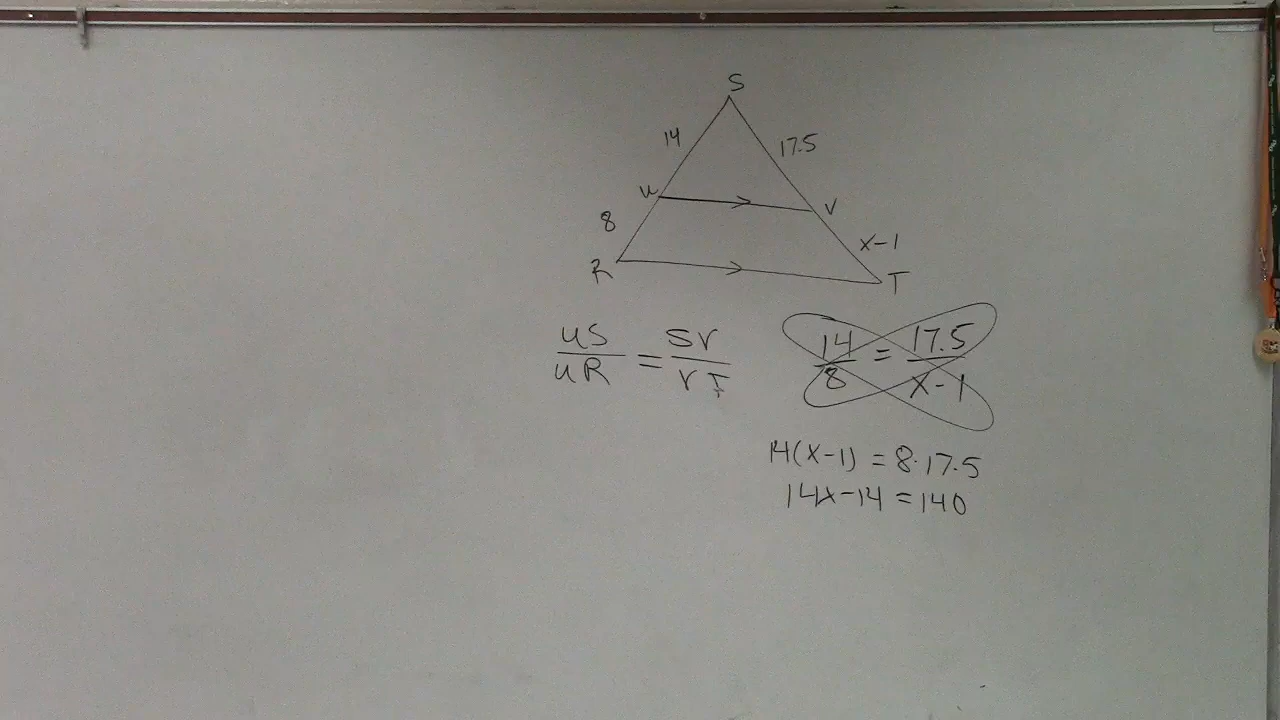 S
14 17.5
U V
8 x-1
R T
US/UR = SV/VT 14/8 = 17.5/x-1
14(x-1) = 8·17.5
14x-14 = 140